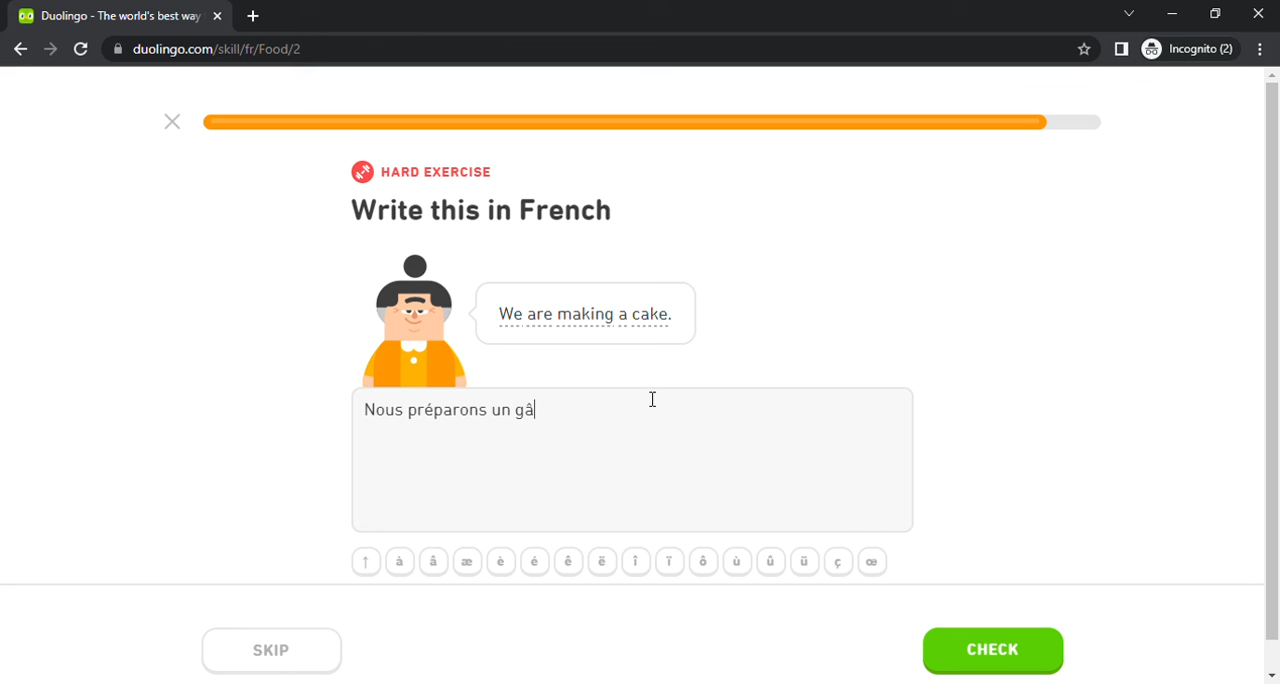 Duolingo - The world's best way
duolingo.com/skill/fr/Food/2
Incognito (2)
HARD EXERCISE
Write this in French
We are making a cake.
Nous préparons un gâ
↑ à â æ è é ê ë î ï ô ù û ü ç œ
SKIP
CHECK